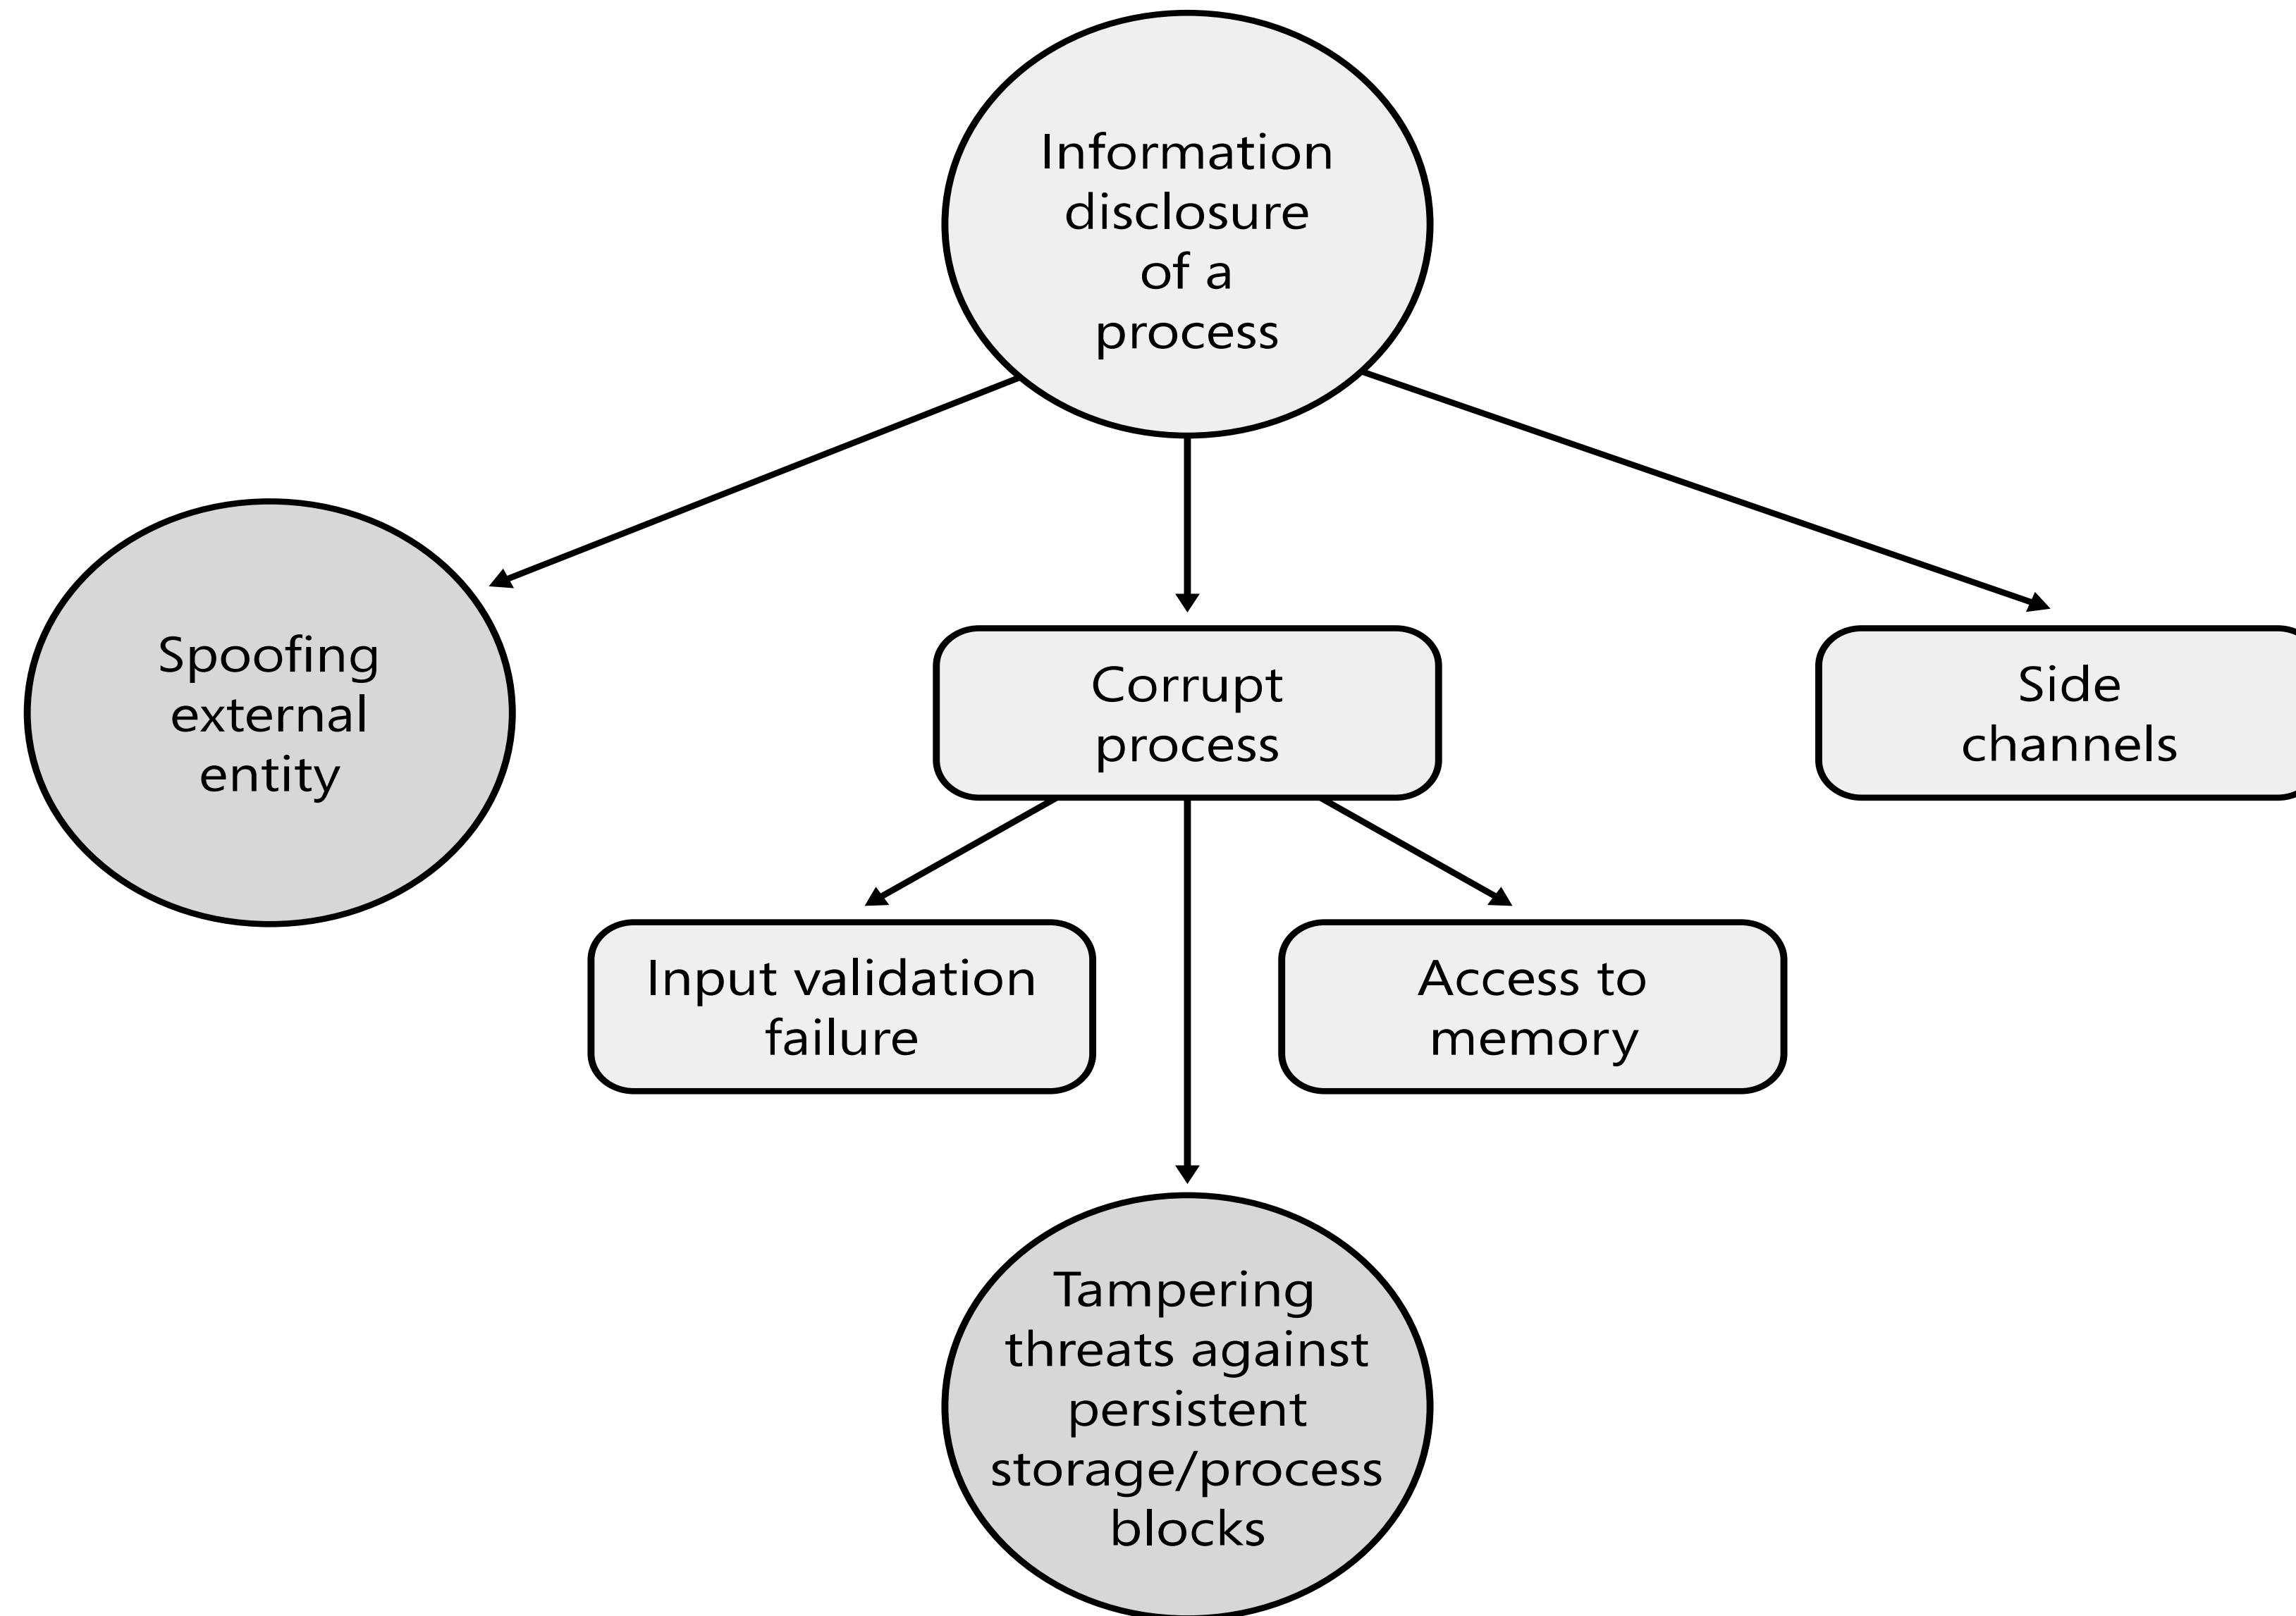 Information
disclosure
of a
process
Spoofing
external
entity
Corrupt
process
Side
channels
Input validation
failure
Access to
memory
Tampering
threats against
persistent
storage/process
blocks